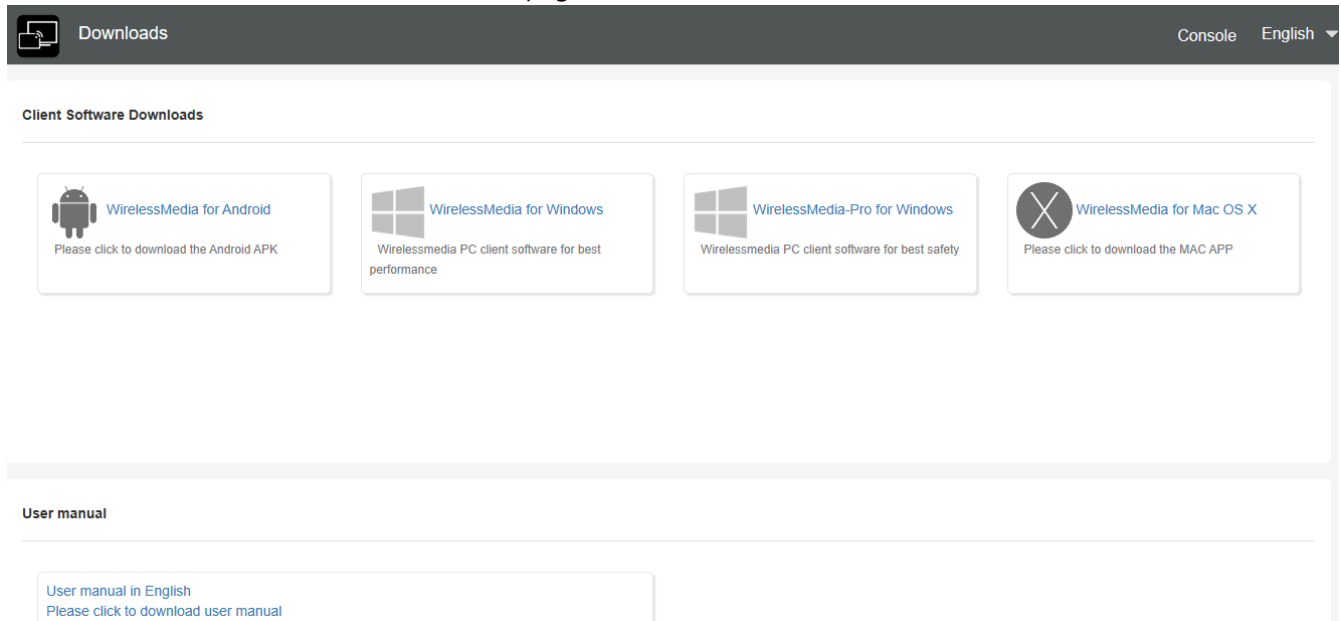 Downloads
Console
English
Client Software Downloads
WirelessMedia for Android
Please click to download the Android APK
WirelessMedia for Windows
Wirelessmedia PC client software for best
performance
WirelessMedia-Pro for Windows
Wirelessmedia PC client software for best safety
WirelessMedia for Mac OS X
Please click to download the MAC APP
User manual
User manual in English
Please click to download user manual